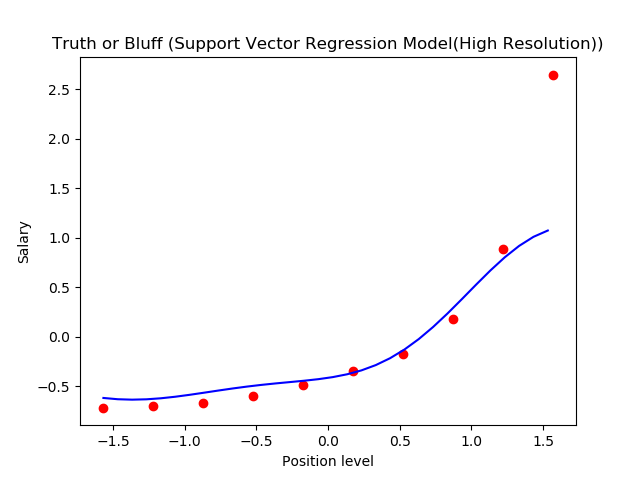 Truth or Bluff (Support Vector Regression Model(High Resolution))
2.5
2.0
1.5
1.0
0.5
0.0
−0.5
Salary
−1.5 −1.0 −0.5 0.0 0.5 1.0 1.5
Position level